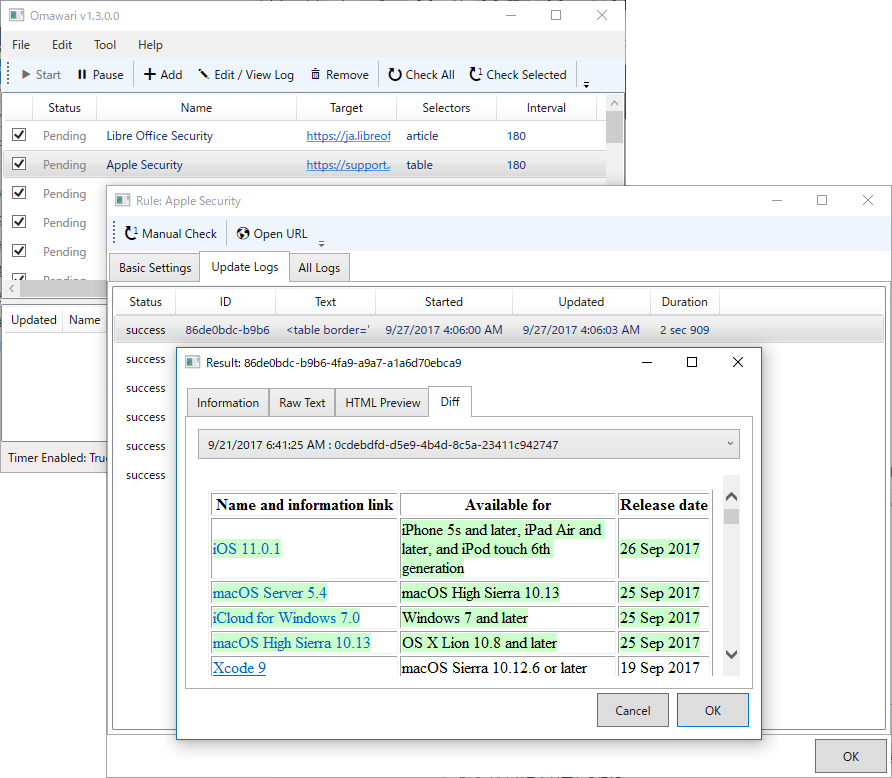 Omawari v1.3.0.0
File Edit Tool Help
Start Pause Add Edit / View Log Remove Check All Check Selected
Status Name Target Selectors Interval
Pending Libre Office Security https://ja.libreof article 180
Pending Apple Security https://support. table 180
Pending
Pending
Pending
Pending
Updated Name
Timer Enabled: Tru
Rule: Apple Security
Manual Check Open URL
Basic Settings Update Logs All Logs
Status ID Text Started Updated Duration
success 86de0bdc-b9b6 <table border=' 9/27/2017 4:06:00 AM 9/27/2017 4:06:03 AM 2 sec 909
success
success
success
success
success
Result: 86de0bdc-b9b6-4fa9-a9a7-a1a6d70ebca9
Information Raw Text HTML Preview Diff
9/21/2017 6:41:25 AM : 0cdebdfd-d5e9-4b4d-8c5a-23411c942747
Name and information link Available for Release date
iOS 11.0.1 iPhone 5s and later, iPad Air and
later, and iPod touch 6th
generation 26 Sep 2017
macOS Server 5.4 macOS High Sierra 10.13 25 Sep 2017
iCloud for Windows 7.0 Windows 7 and later 25 Sep 2017
macOS High Sierra 10.13 OS X Lion 10.8 and later 25 Sep 2017
Xcode 9 macOS Sierra 10.12.6 or later 19 Sep 2017
Cancel OK
OK